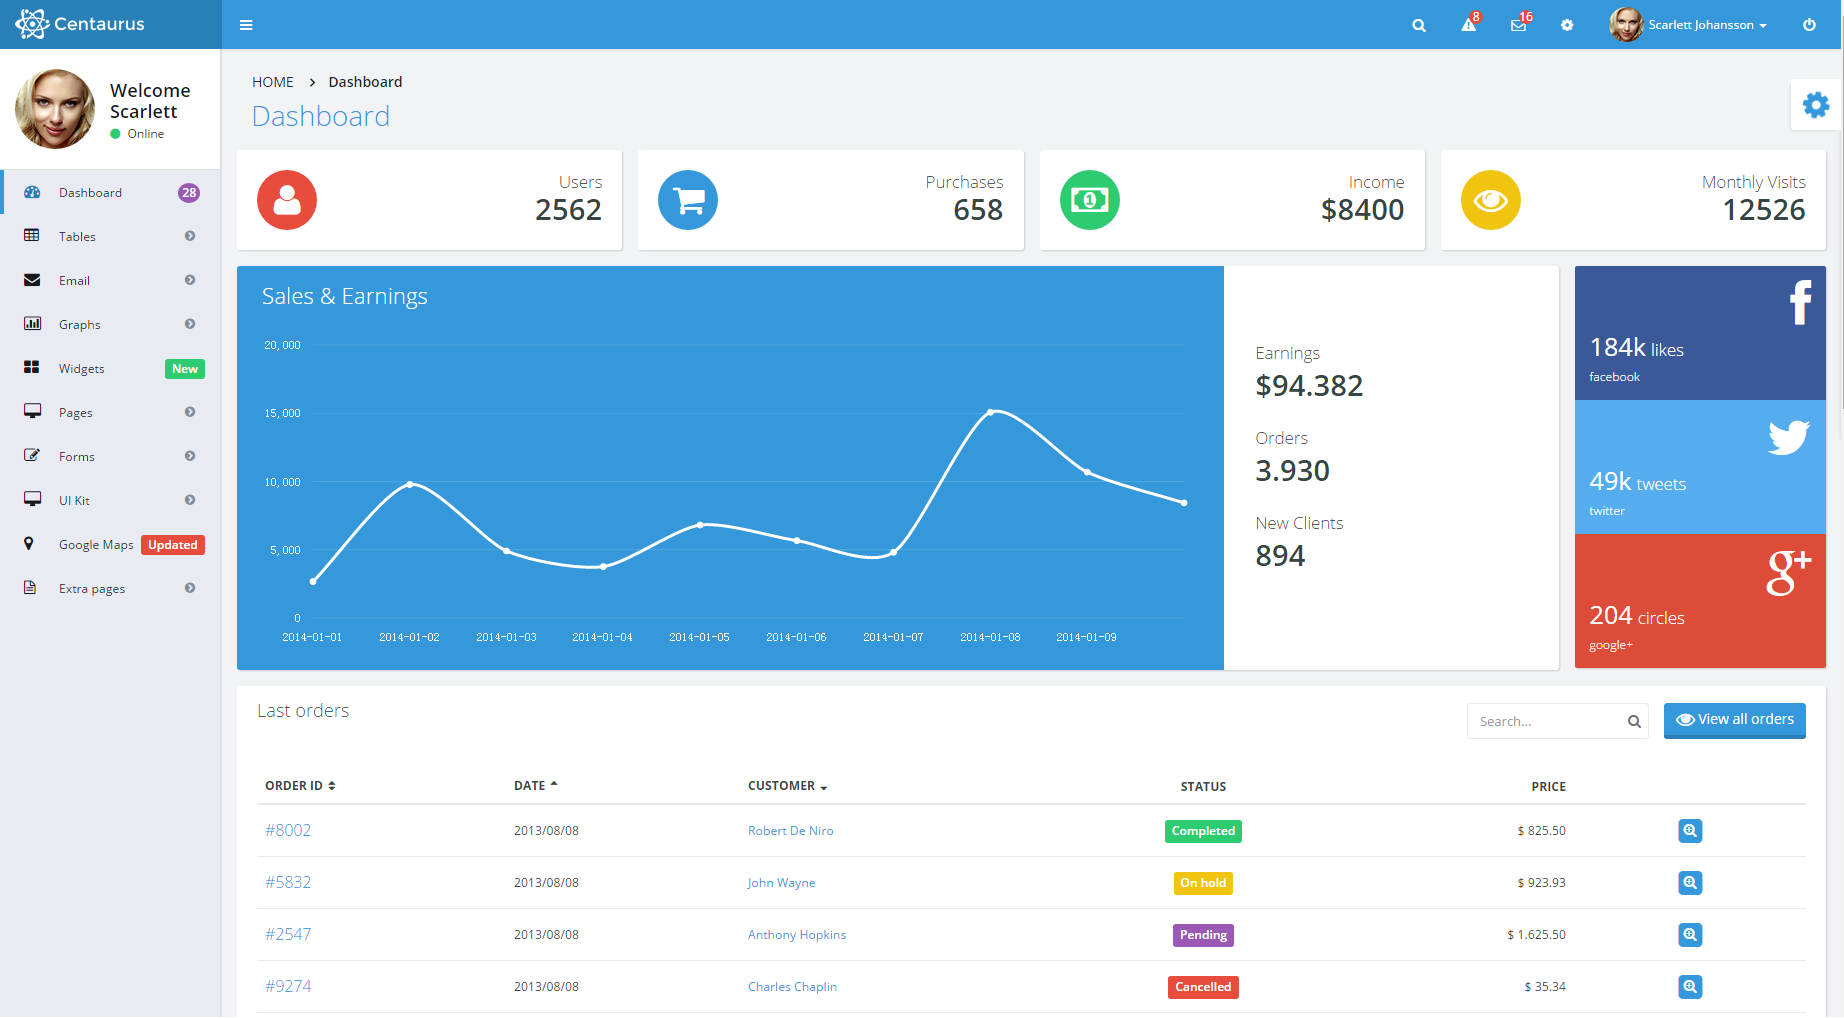 Centaurus
8
16
Scarlett Johansson
Welcome
Scarlett
Online
Dashboard 28
Tables
Email
Graphs
Widgets New
Pages
Forms
UI Kit
Google Maps Updated
Extra pages
HOME Dashboard
Dashboard
Users
2562
Purchases
658
1
Income
$8400
Monthly Visits
12526
Sales & Earnings
20,000
15,000
10,000
5,000
0
2014-01-01 2014-01-02 2014-01-03 2014-01-04 2014-01-05 2014-01-06 2014-01-07 2014-01-08 2014-01-09
Earnings
$94.382
Orders
3.930
New Clients
894
f
184k likes
facebook
49k tweets
twitter
g+
204 circles
google+
Last orders
Search...
View all orders
ORDER ID DATE CUSTOMER STATUS PRICE
#8002 2013/08/08 Robert De Niro Completed $ 825.50
#5832 2013/08/08 John Wayne On hold $ 923.93
#2547 2013/08/08 Anthony Hopkins Pending $ 1.625.50
#9274 2013/08/08 Charles Chaplin Cancelled $ 35.34